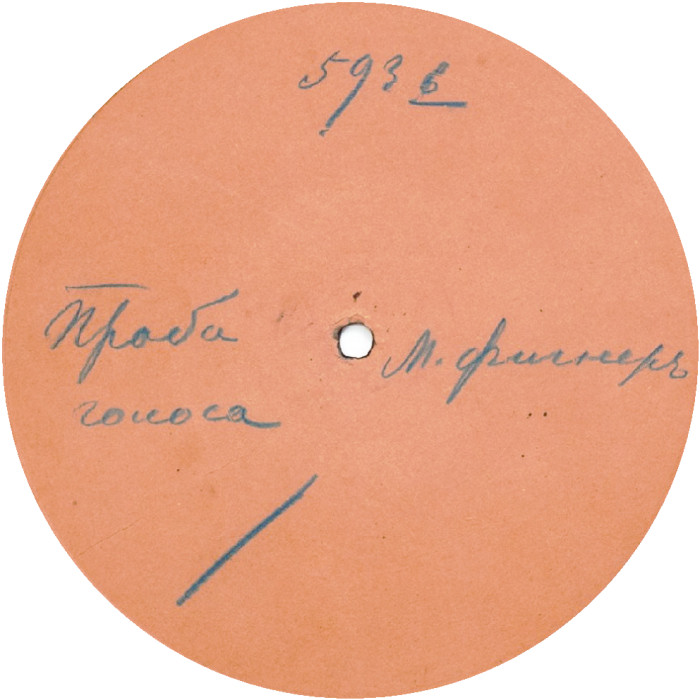 593 в
Проба
голоса
М. Фигнеръ